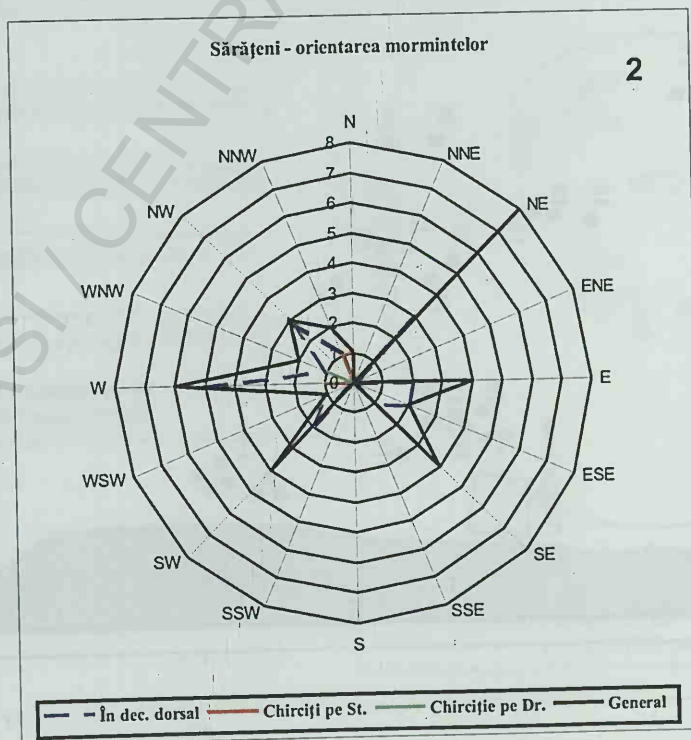 Sărățeni - orientarea mormintelor
2
N
NNE
NE
ENE
E
ESE
SE
SSE
S
SSW
SW
WSW
W
WNW
NW
NNW
8
7
6
5
4
3
2
1
0
În dec. dorsal Chirciți pe St. Chirciție pe Dr. General